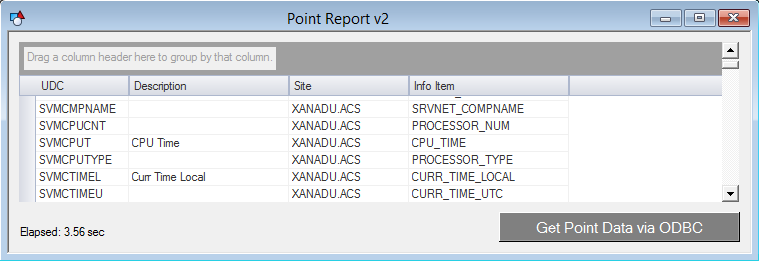 Point Report v2
Drag a column header here to group by that column.
UDC Description Site Info Item
SVMCMPNAME XANADU.ACS SRVNET_COMPNAME
SVMCPUCNT XANADU.ACS PROCESSOR_NUM
SVMCPUT CPU Time XANADU.ACS CPU_TIME
SVMCPUTYPE XANADU.ACS PROCESSOR_TYPE
SVMCTIMEL Curr Time Local XANADU.ACS CURR_TIME_LOCAL
SVMCTIMEU XANADU.ACS CURR_TIME_UTC
Elapsed: 3.56 sec
Get Point Data via ODBC